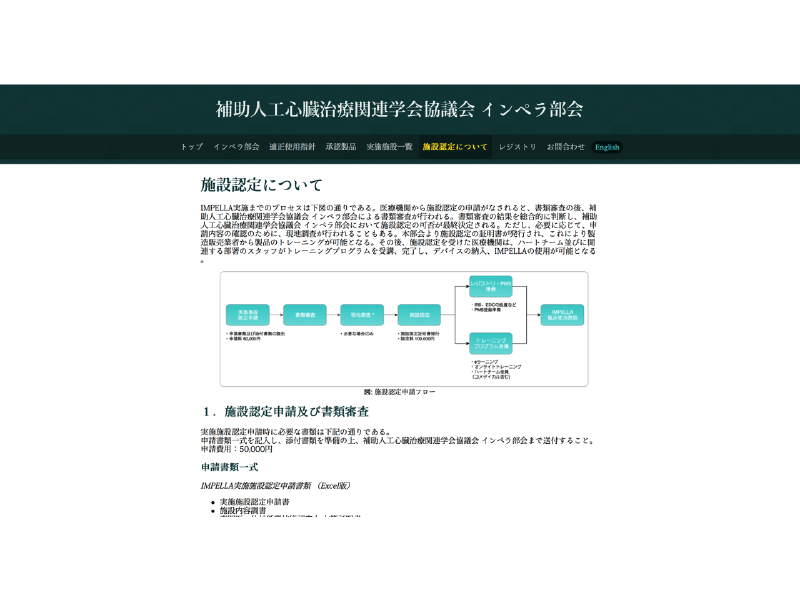 補助人工心臓治療関連学会協議会 インペラ部会
トップ インペラ部会 適正使用指針 承認製品 実施施設一覧 施設認定について レジストリ お問合わせ English
施設認定について
IMPELLA実施までのプロセスは下図の通りである。医療機関から施設認定の申請がなされると、書類審査の後、補
助人工心臓治療関連学会協議会 インペラ部会による書類審査が行われる。書類審査の結果を総合的に判断し、補助
人工心臓治療関連学会協議会 インペラ部会において施設認定の可否が最終決定される。ただし、必要に応じて、申
請内容の確認のために、現地調査が行われることもある。本部会より施設認定の証明書が発行され、これにより製
造販売業者から製品のトレーニングが可能となる。その後、施設認定を受けた医療機関は、ハートチーム並びに関
連する部署のスタッフがトレーニングプログラムを受講、完了し、デバイスの納入、IMPELLAの使用が可能となる
。
実施施設
認定申請
・申請書類及び添付書類の提出
・申請料 50,000円
書類審査
現地調査 *
* 必要な場合のみ
施設認定
・施設認定証明書発行
・認定料 100,000円
レジストリ・PMS
準備
・IRB、EDCの設置など
・PMS登録準備
トレーニング
プログラム受講
・eラーニング
・オンサイトトレーニング
・ハートチーム受講
(コメディカル含む)
IMPELLA
臨床使用開始
図: 施設認定申請フロー
1．施設認定申請及び書類審査
実施施設認定申請時に必要な書類は下記の通りである。
申請書類一式を記入し、添付書類を準備の上、補助人工心臓治療関連学会協議会 インペラ部会まで送付すること。
申請費用：50,000円
申請書類一式
IMPELLA実施施設認定申請書類 （Excel版）
• 実施施設認定申請書
• 施設内容調書